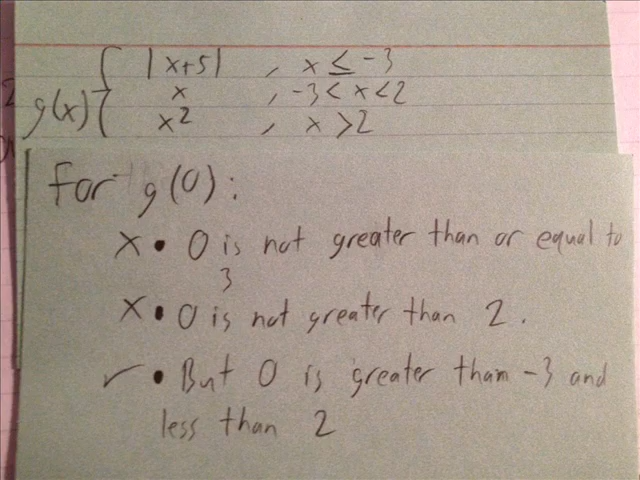 g(x) { |x+5| , x ≤ -3
x , -3 < x < 2
x² , x > 2
For g(0):
x • 0 is not greater than or equal to
3
x • 0 is not greater than 2.
✓ • But 0 is greater than -3 and
less than 2